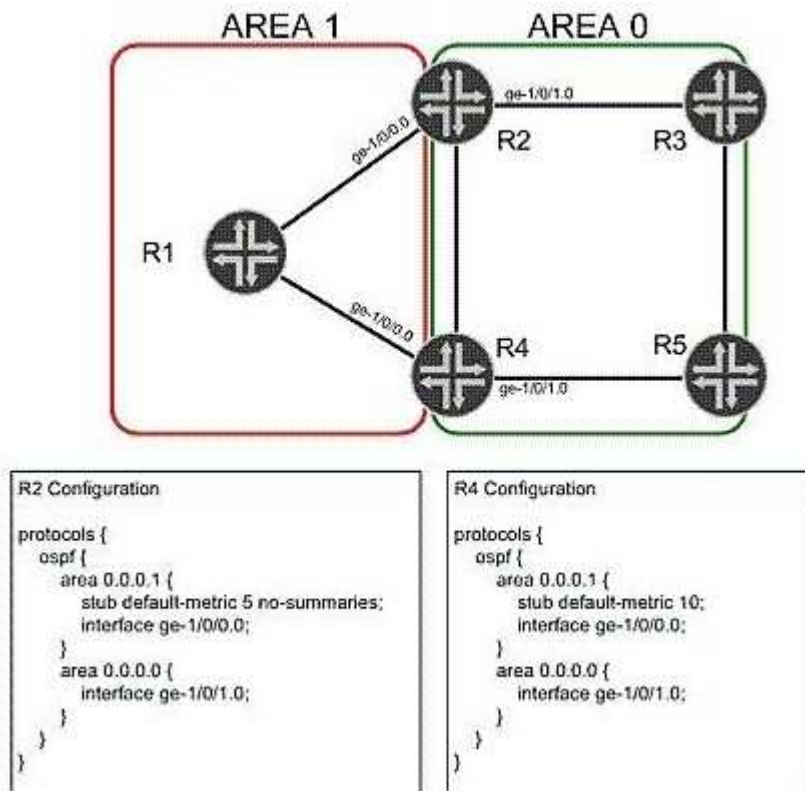 AREA 1
AREA 0
ge-1/0/1.0
R2
R3
ge-1/0/0.0
R1
ge-1/0/0.0
R4
R5
ge-1/0/1.0
R2 Configuration
protocols {
ospf {
area 0.0.0.1 {
stub default-metric 5 no-summaries;
interface ge-1/0/0.0;
}
area 0.0.0.0 {
interface ge-1/0/1.0;
}
}
}
R4 Configuration
protocols {
ospf {
area 0.0.0.1 {
stub default-metric 10;
interface ge-1/0/0.0;
}
area 0.0.0.0 {
interface ge-1/0/1.0;
}
}
}